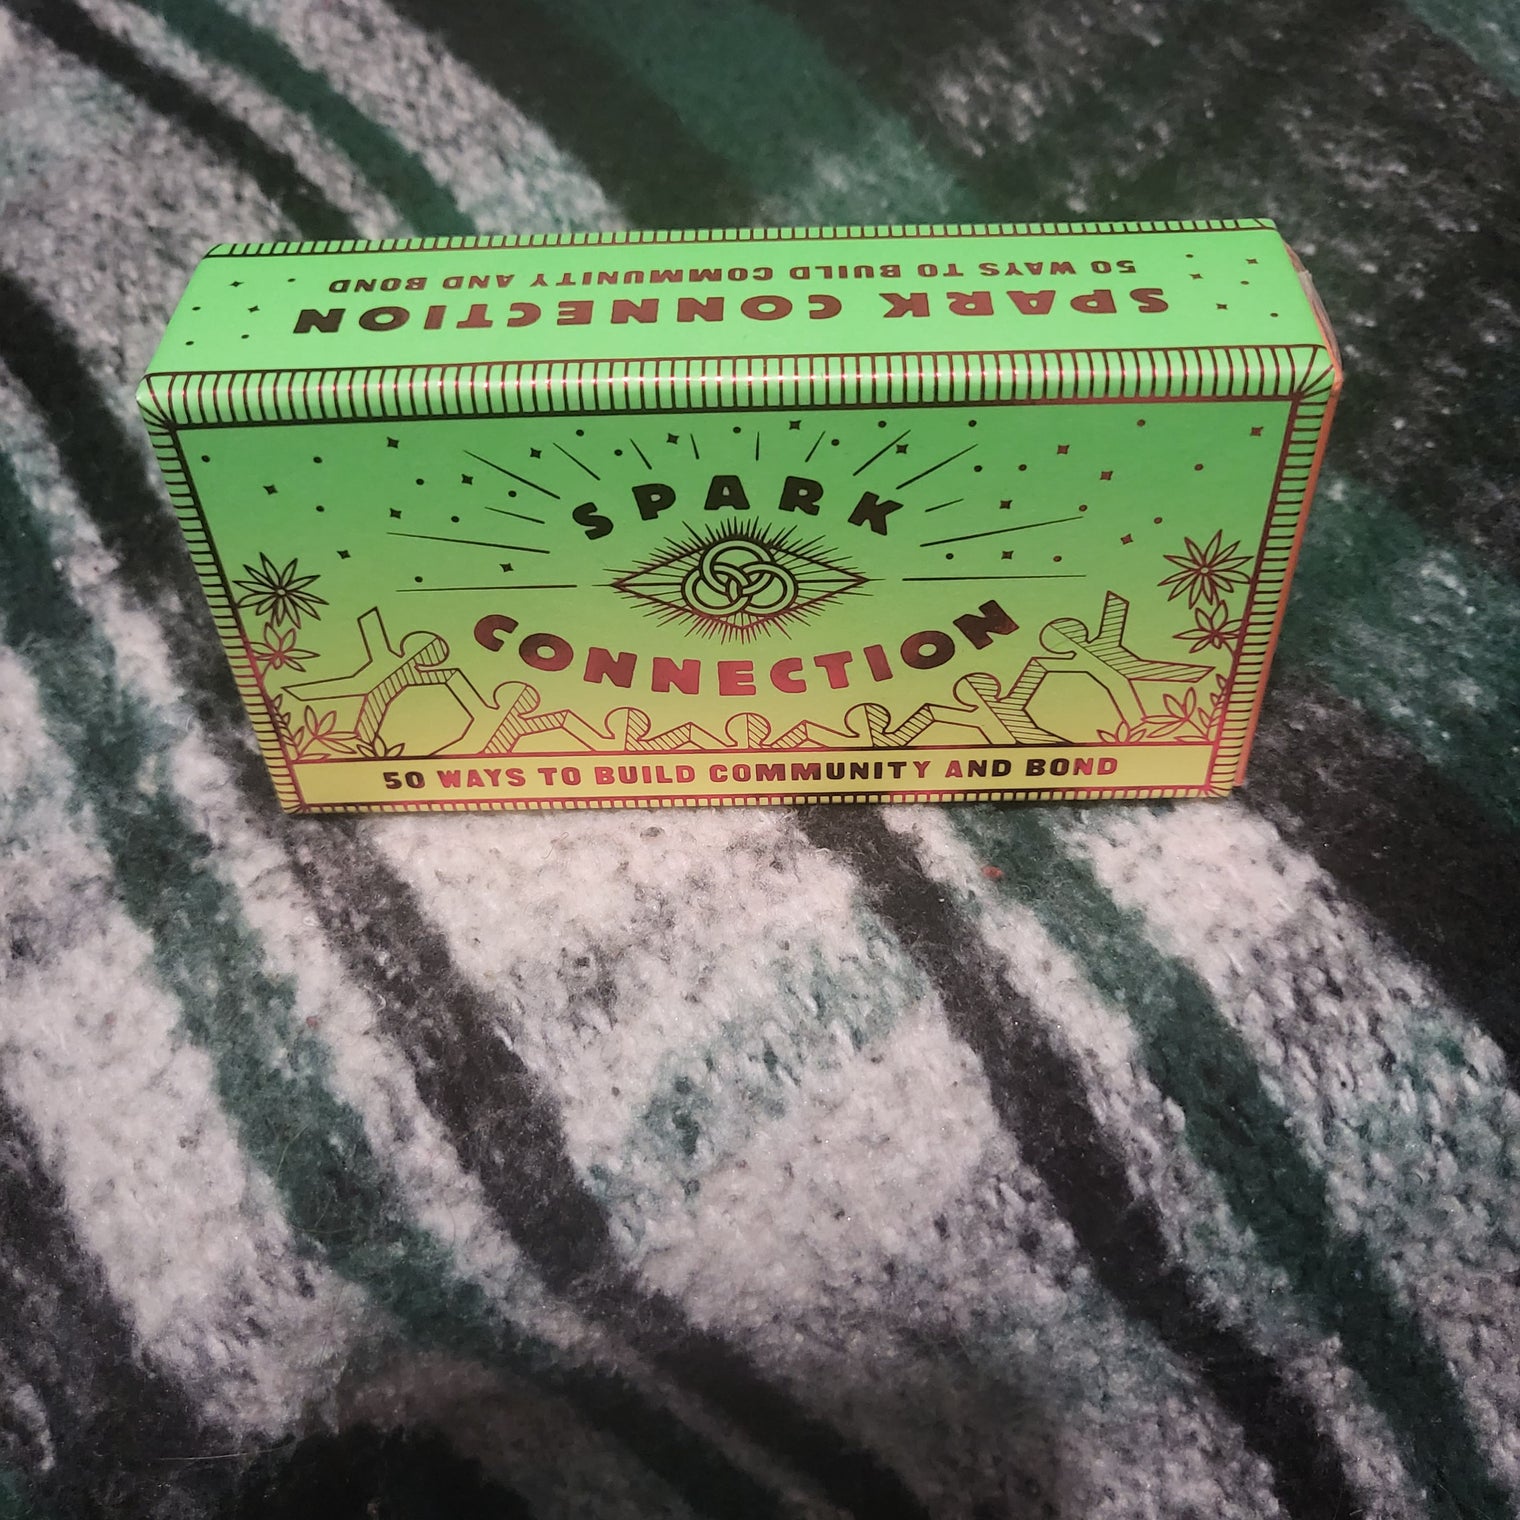 50 WAYS TO BUILD COMMUNITY AND BOND
SPARK CONNECTION
SPARK
CONNECTION
50 WAYS TO BUILD COMMUNITY AND BOND